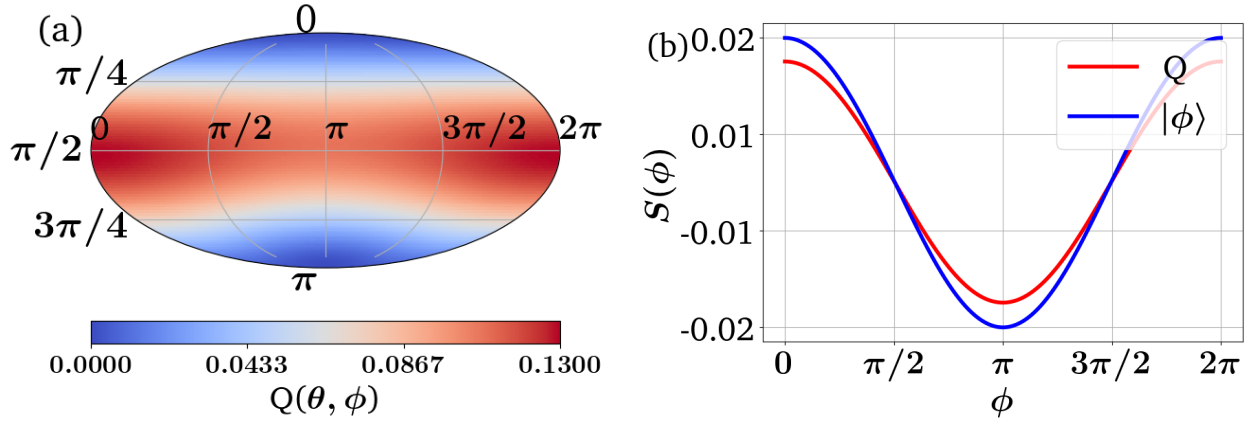 (a)
0
π/4
0
π/2
π
3π/2
2π
π/2
3π/4
π
0.0000
0.0433
0.0867
0.1300
Q(θ, ϕ)
(b)
0.02
0.01
-0.01
-0.02
S(ϕ)
Q
|ϕ⟩
0
π/2
π
3π/2
2π
ϕ